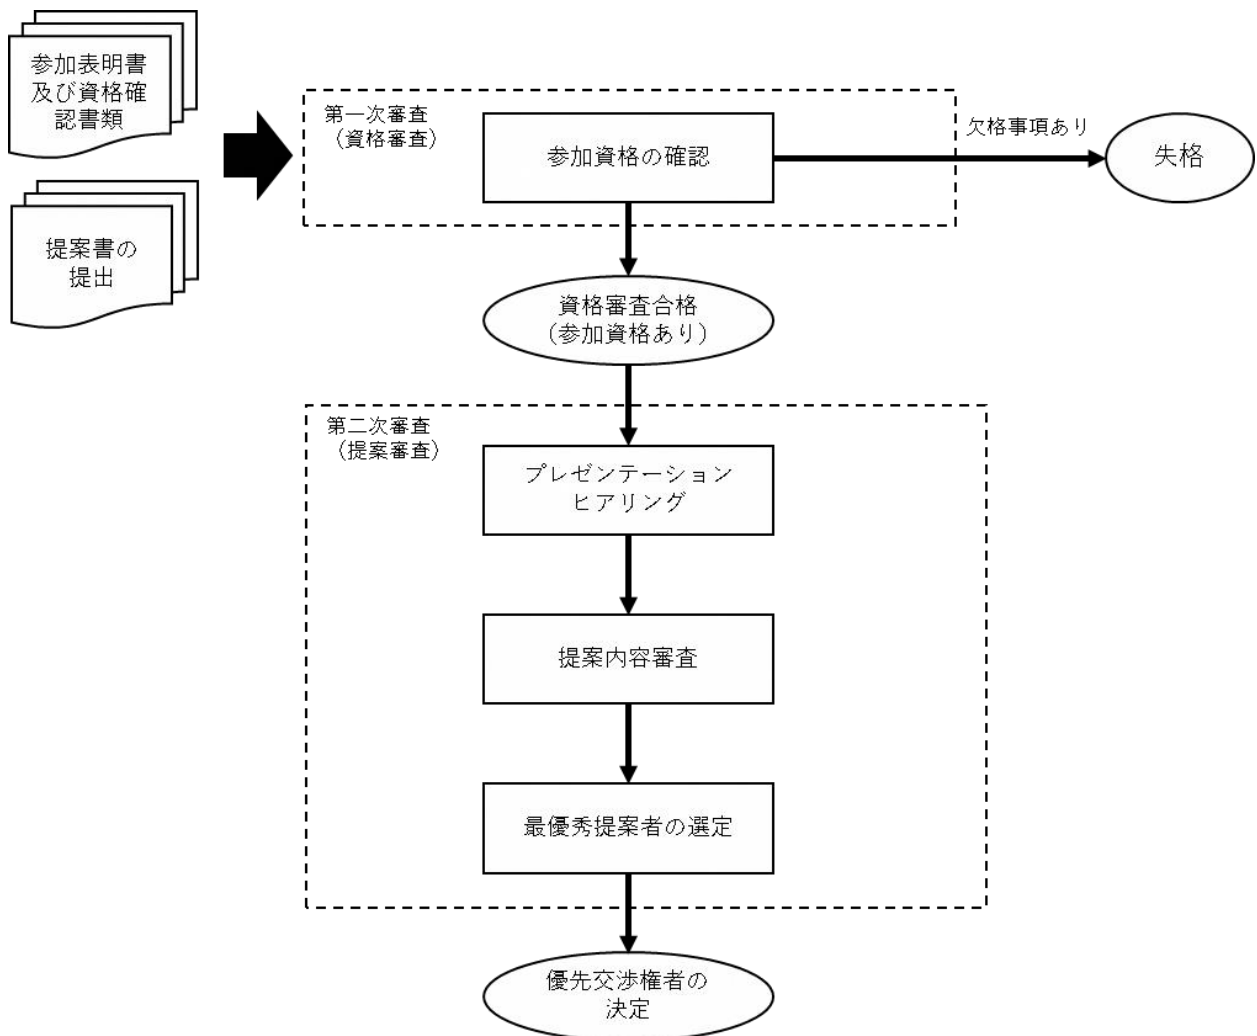 参加表明書
及び資格確
認書類
提案書の
提出
第一次審査
（資格審査）
参加資格の確認
欠格事項あり
失格
資格審査合格
（参加資格あり）
第二次審査
（提案審査）
プレゼンテーション
ヒアリング
提案内容審査
最優秀提案者の選定
優先交渉権者の
決定